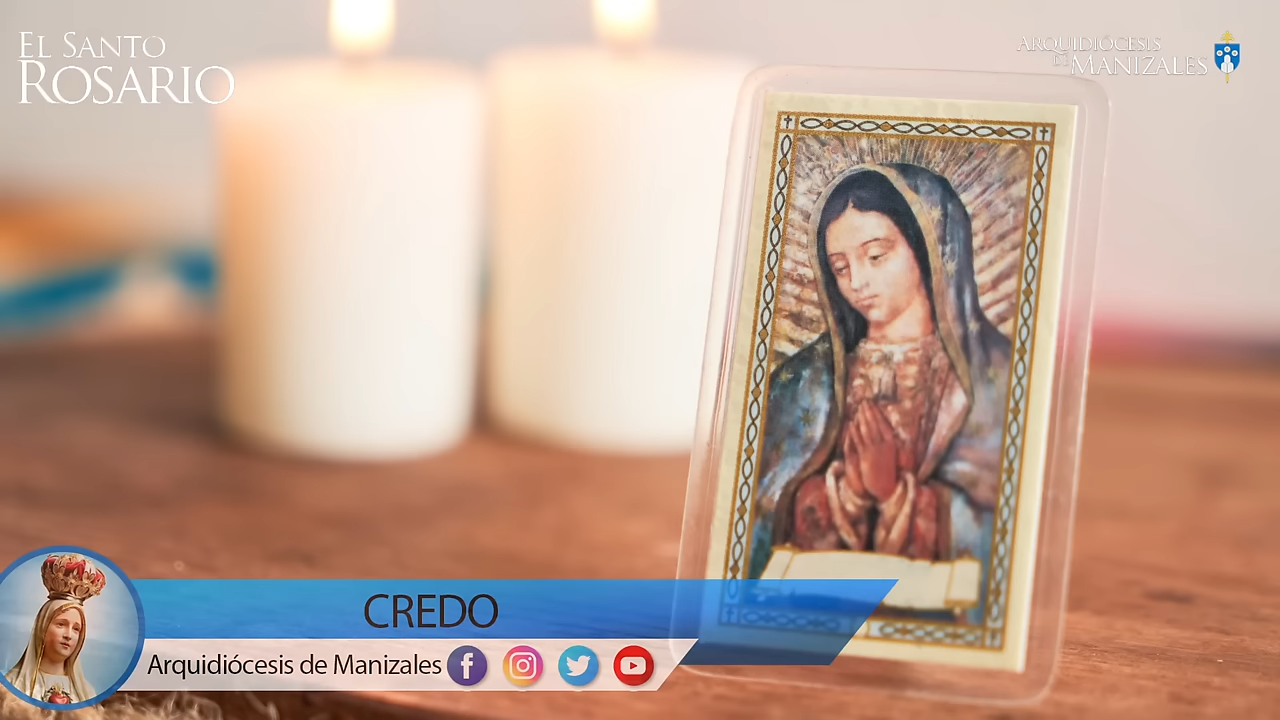 EL SANTO
ROSARIO
ARQUIDIÓCESIS
DE MANIZALES
CREDO
Arquidiócesis de Manizales